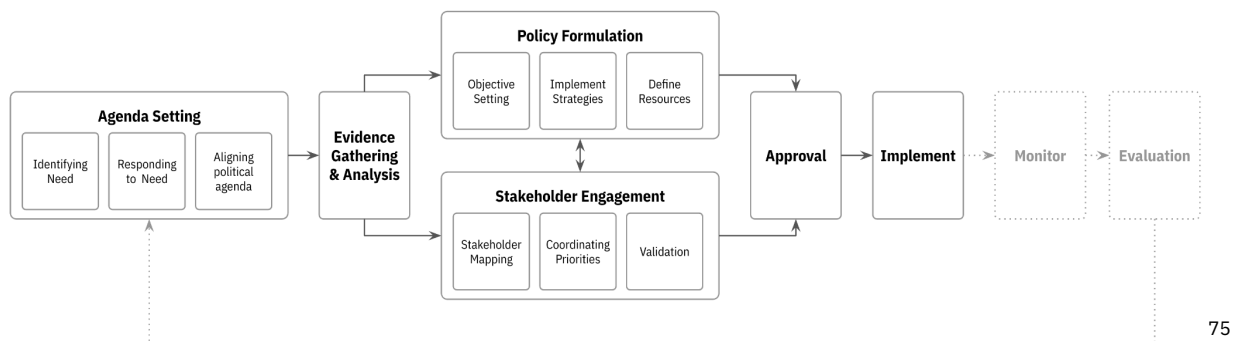 Agenda Setting
Identifying
Need
Responding
to Need
Aligning
political
agenda
Evidence
Gathering
& Analysis
Policy Formulation
Objective
Setting
Implement
Strategies
Define
Resources
Stakeholder Engagement
Stakeholder
Mapping
Coordinating
Priorities
Validation
Approval
Implement
Monitor
Evaluation
75